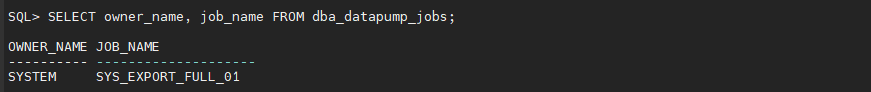 SQL> SELECT owner_name, job_name FROM dba_datapump_jobs;
OWNER_NAME JOB_NAME
---------- --------------------
SYSTEM     SYS_EXPORT_FULL_01